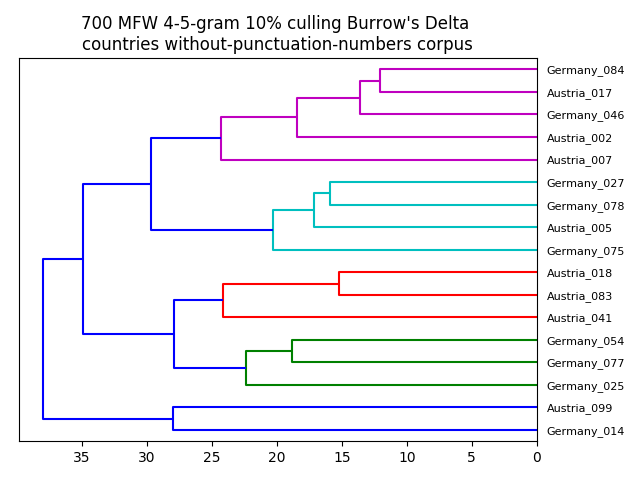 700 MFW 4-5-gram 10% culling Burrow's Delta
countries without-punctuation-numbers corpus
Germany_084
Austria_017
Germany_046
Austria_002
Austria_007
Germany_027
Germany_078
Austria_005
Germany_075
Austria_018
Austria_083
Austria_041
Germany_054
Germany_077
Germany_025
Austria_099
Germany_014
35 30 25 20 15 10 5 0